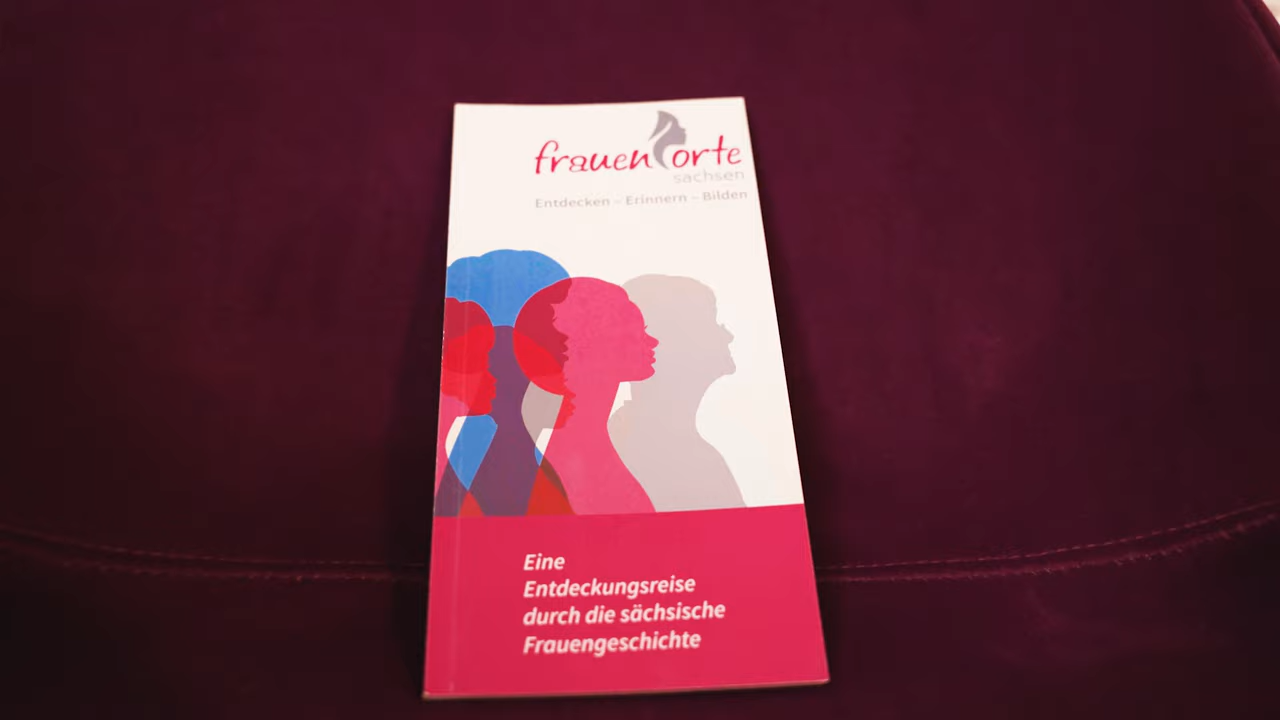 frauenorte
sachsen
Entdecken – Erinnern – Bilden
Eine
Entdeckungsreise
durch die sächsische
Frauengeschichte